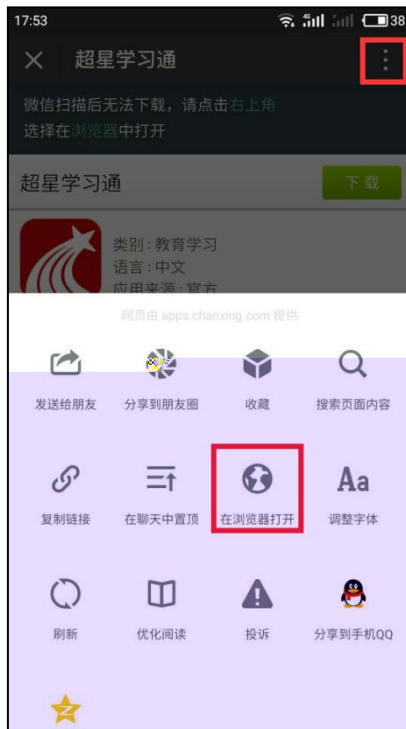 17:53
4G
38
超星学习通
微信扫描后无法下载，请点击右上角
选择在浏览器中打开
超星学习通
下载
类别：教育学习
语言：中文
应用来源：官方
网页由 apps.chaoxing.com 提供
发送给朋友
分享到朋友圈
收藏
搜索页面内容
复制链接
在聊天中置顶
在浏览器打开
Aa
调整字体
刷新
优化阅读
投诉
分享到手机QQ